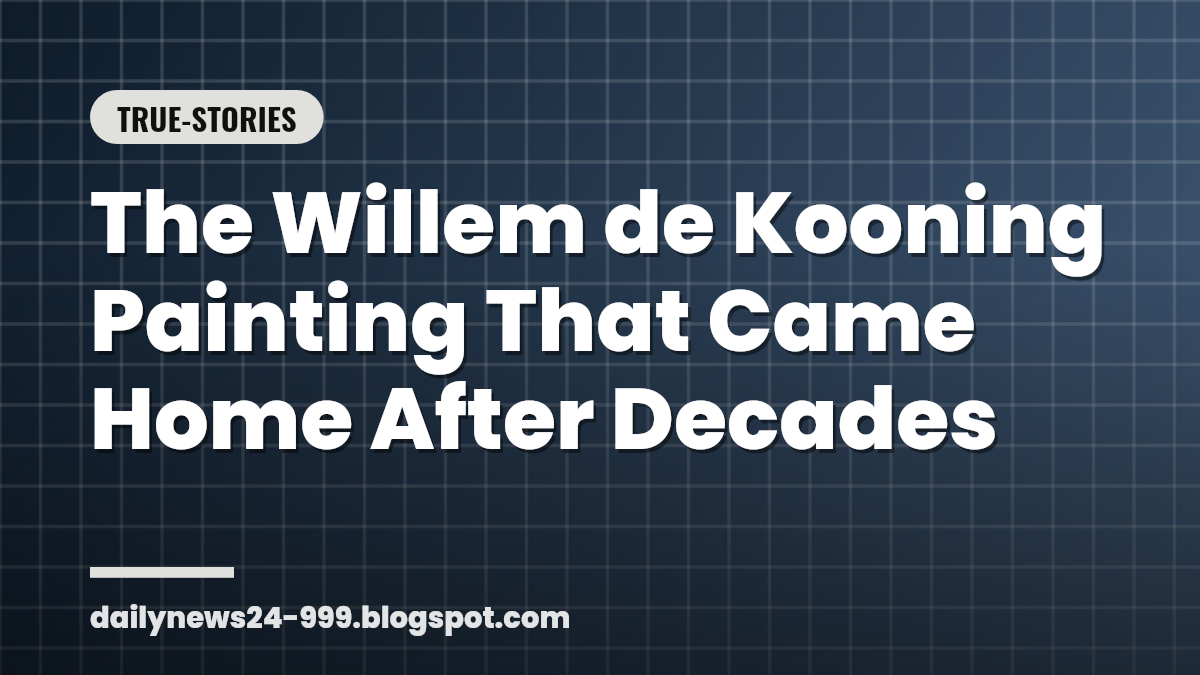 TRUE-STORIES
The Willem de Kooning
Painting That Came
Home After Decades
dailynews24-999.blogspot.com